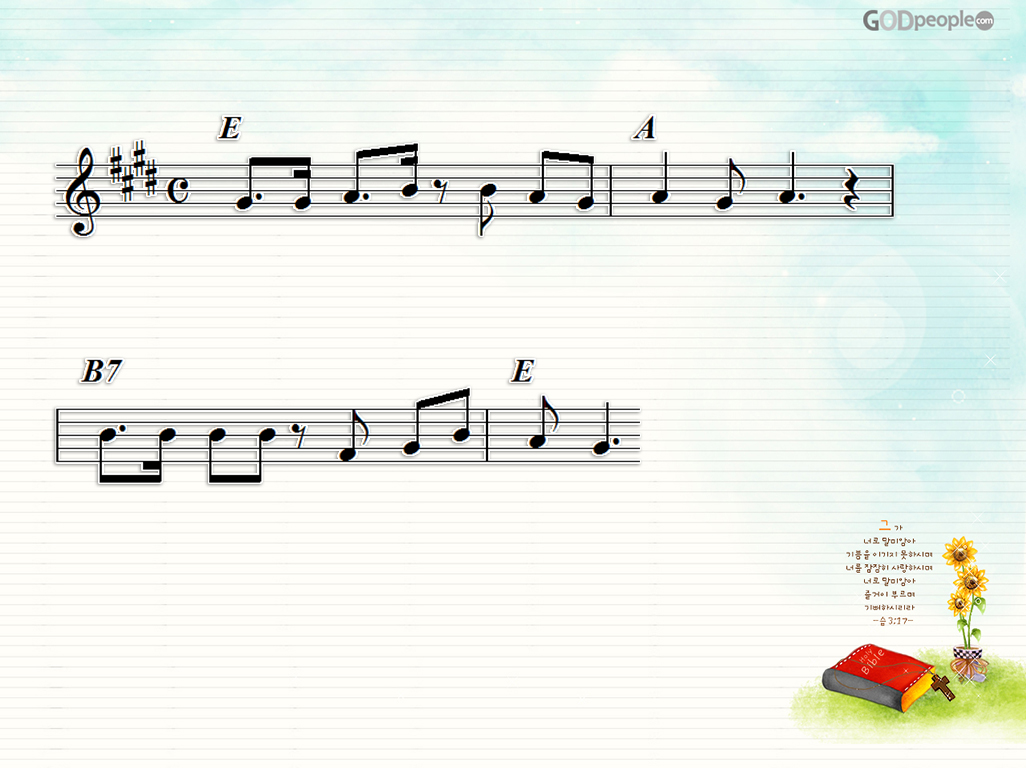 GODpeople.com
E
A
B7
E
그가
너로 말미암아
기쁨을 이기지 못하시며
너를 잠잠히 사랑하시며
너로 말미암아
즐거이 부르며
기뻐하시리라
-습3:17-
Holy
Bible